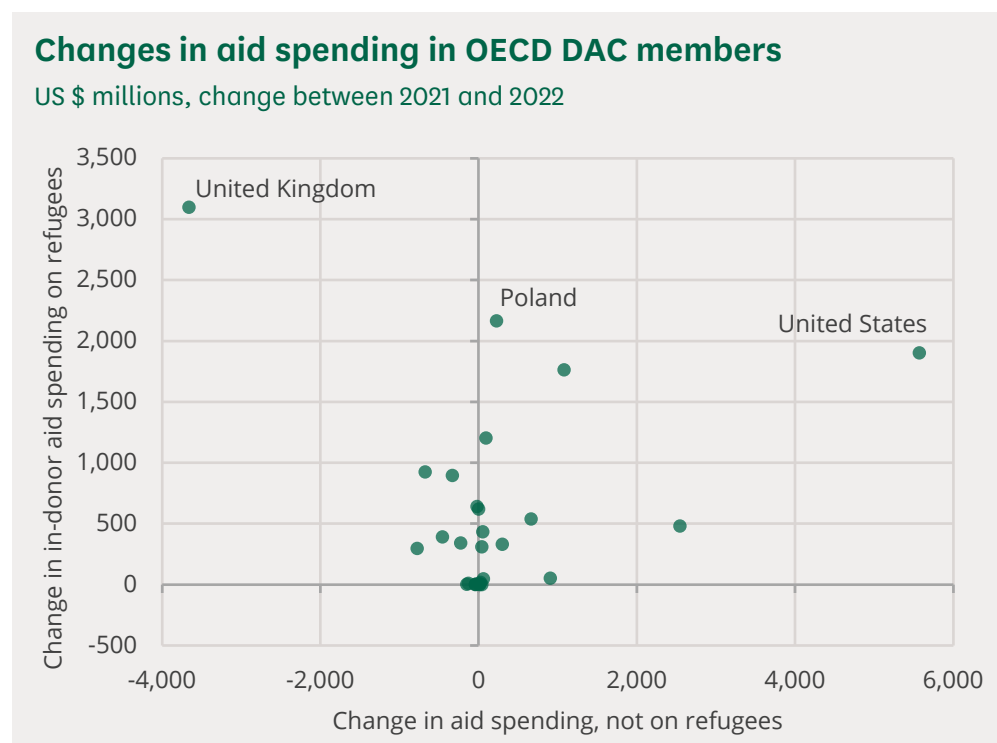 Changes in aid spending in OECD DAC members
US $ millions, change between 2021 and 2022
Change in in-donor aid spending on refugees
3,500
3,000
2,500
2,000
1,500
1,000
500
0
-500
United Kingdom
Poland
United States
-4,000
-2,000
0
2,000
4,000
6,000
Change in aid spending, not on refugees